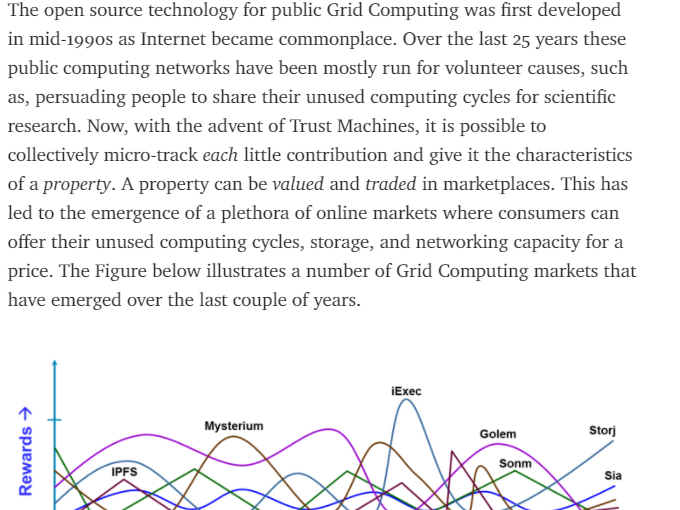 The open source technology for public Grid Computing was first developed
in mid-1990s as Internet became commonplace. Over the last 25 years these
public computing networks have been mostly run for volunteer causes, such
as, persuading people to share their unused computing cycles for scientific
research. Now, with the advent of Trust Machines, it is possible to
collectively micro-track each little contribution and give it the characteristics
of a property. A property can be valued and traded in marketplaces. This has
led to the emergence of a plethora of online markets where consumers can
offer their unused computing cycles, storage, and networking capacity for a
price. The Figure below illustrates a number of Grid Computing markets that
have emerged over the last couple of years.
iExec
Mysterium
Golem
Storj
IPFS
Sonm
Sia
Rewards →